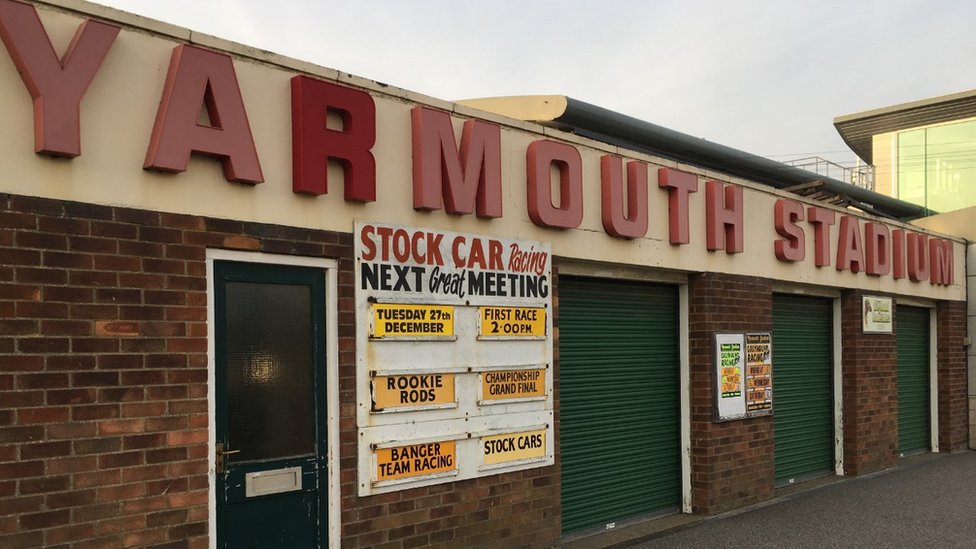 YARMOUTH STADIUM
STOCK CAR Racing
NEXT Great MEETING
TUESDAY 27th
DECEMBER
FIRST RACE
2·00PM.
ROOKIE
RODS
CHAMPIONSHIP
GRAND FINAL
BANGER
TEAM RACING
STOCK CARS